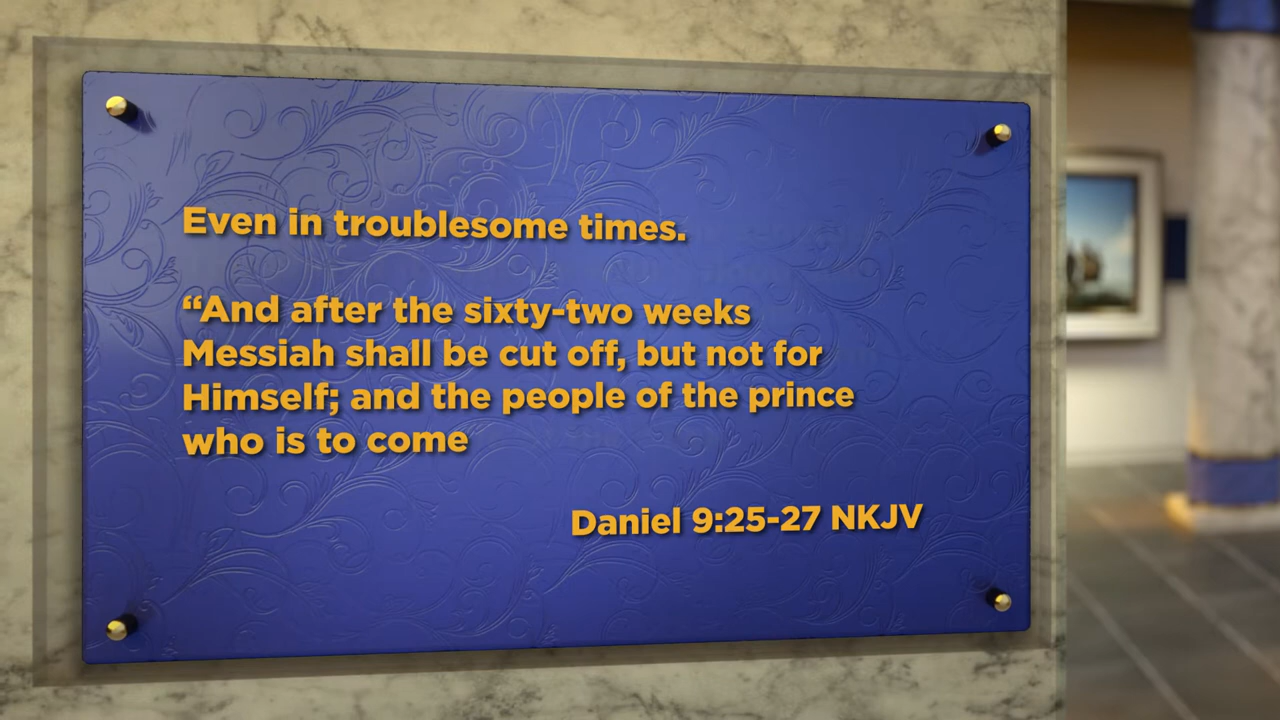 Even in troublesome times.
“And after the sixty-two weeks
Messiah shall be cut off, but not for
Himself; and the people of the prince
who is to come
Daniel 9:25-27 NKJV